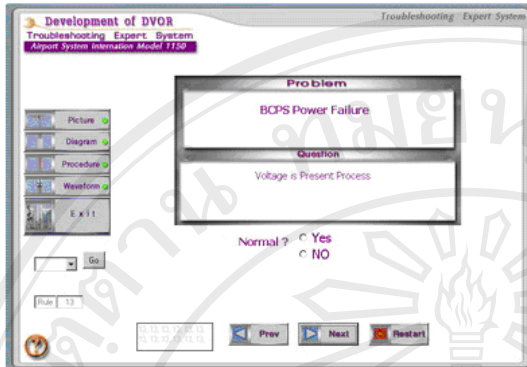 Development of DVOR
Troubleshooting Expert System
Airport System Internation Model 1150
Troubleshooting Expert System
Problem
BCPS Power Failure
Question
Voltage is Present Process
Picture
Diagram
Procedure
Waveform
Exit
Normal ? Yes
NO
Go
Rule 13
Prev Next Restart